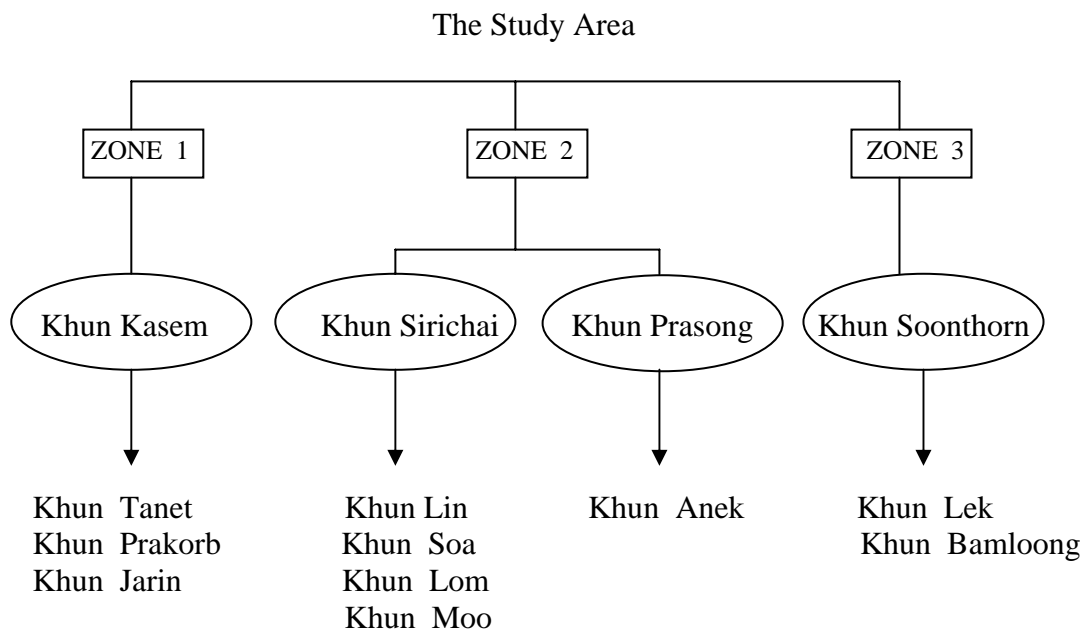 The Study Area
ZONE 1
ZONE 2
ZONE 3
Khun Kasem
Khun Sirichai
Khun Prasong
Khun Soonthorn
Khun Tanet
Khun Prakorb
Khun Jarin
Khun Lin
Khun Soa
Khun Lom
Khun Moo
Khun Anek
Khun Lek
Khun Bamloong